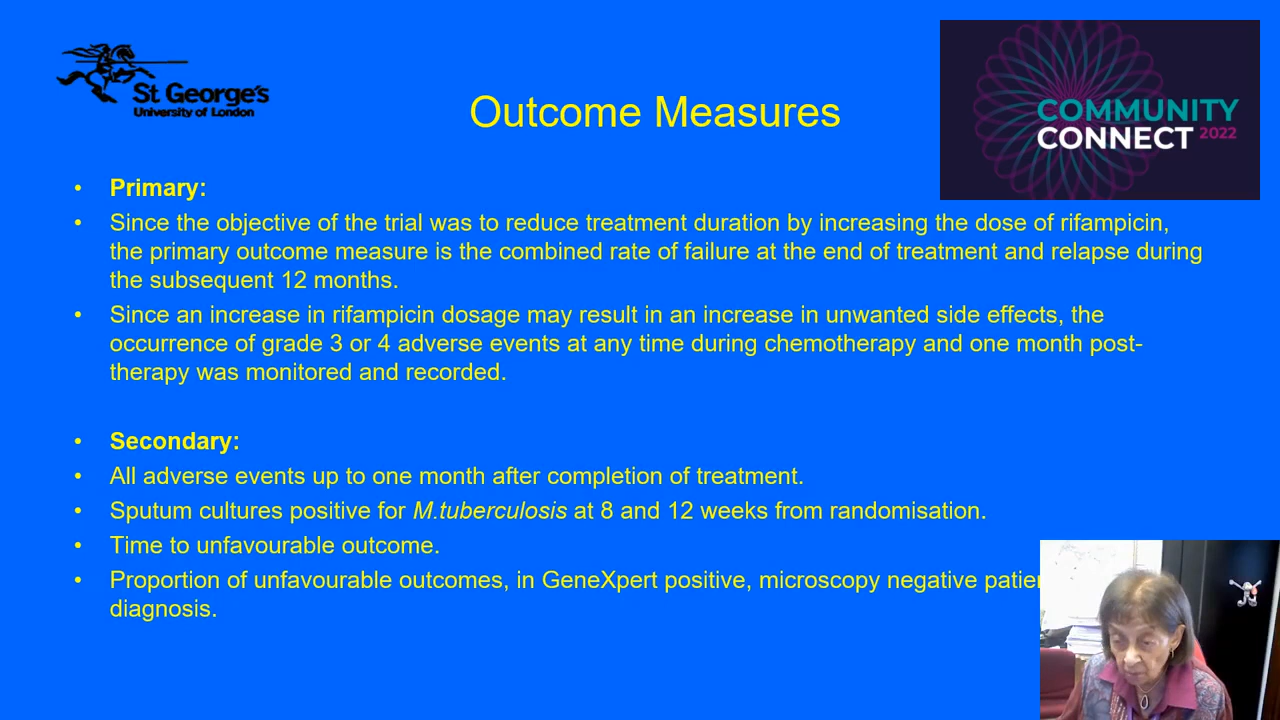 St George's
University of London
COMMUNITY
CONNECT 2022
Outcome Measures
• Primary:
• Since the objective of the trial was to reduce treatment duration by increasing the dose of rifampicin,
the primary outcome measure is the combined rate of failure at the end of treatment and relapse during
the subsequent 12 months.
• Since an increase in rifampicin dosage may result in an increase in unwanted side effects, the
occurrence of grade 3 or 4 adverse events at any time during chemotherapy and one month post-
therapy was monitored and recorded.
• Secondary:
• All adverse events up to one month after completion of treatment.
• Sputum cultures positive for M.tuberculosis at 8 and 12 weeks from randomisation.
• Time to unfavourable outcome.
• Proportion of unfavourable outcomes, in GeneXpert positive, microscopy negative
diagnosis.